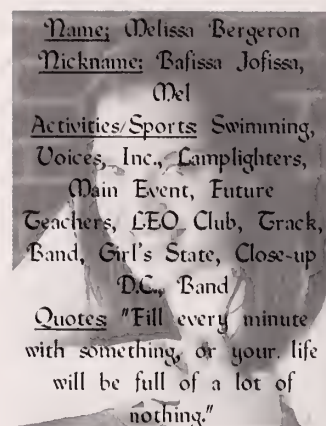 Name: Melissa Bergeron
Nickname: Bafissa Jofissa,
Mel
Activities/Sports: Swimming,
Voices, Inc., Lamplighters,
Main Event, Future
Teachers, LEO Club, Track,
Band, Girl's State, Close-up
D.C., Band
Quotes: "Fill every minute
with something, or your. life
will be full of a lot of
nothing."